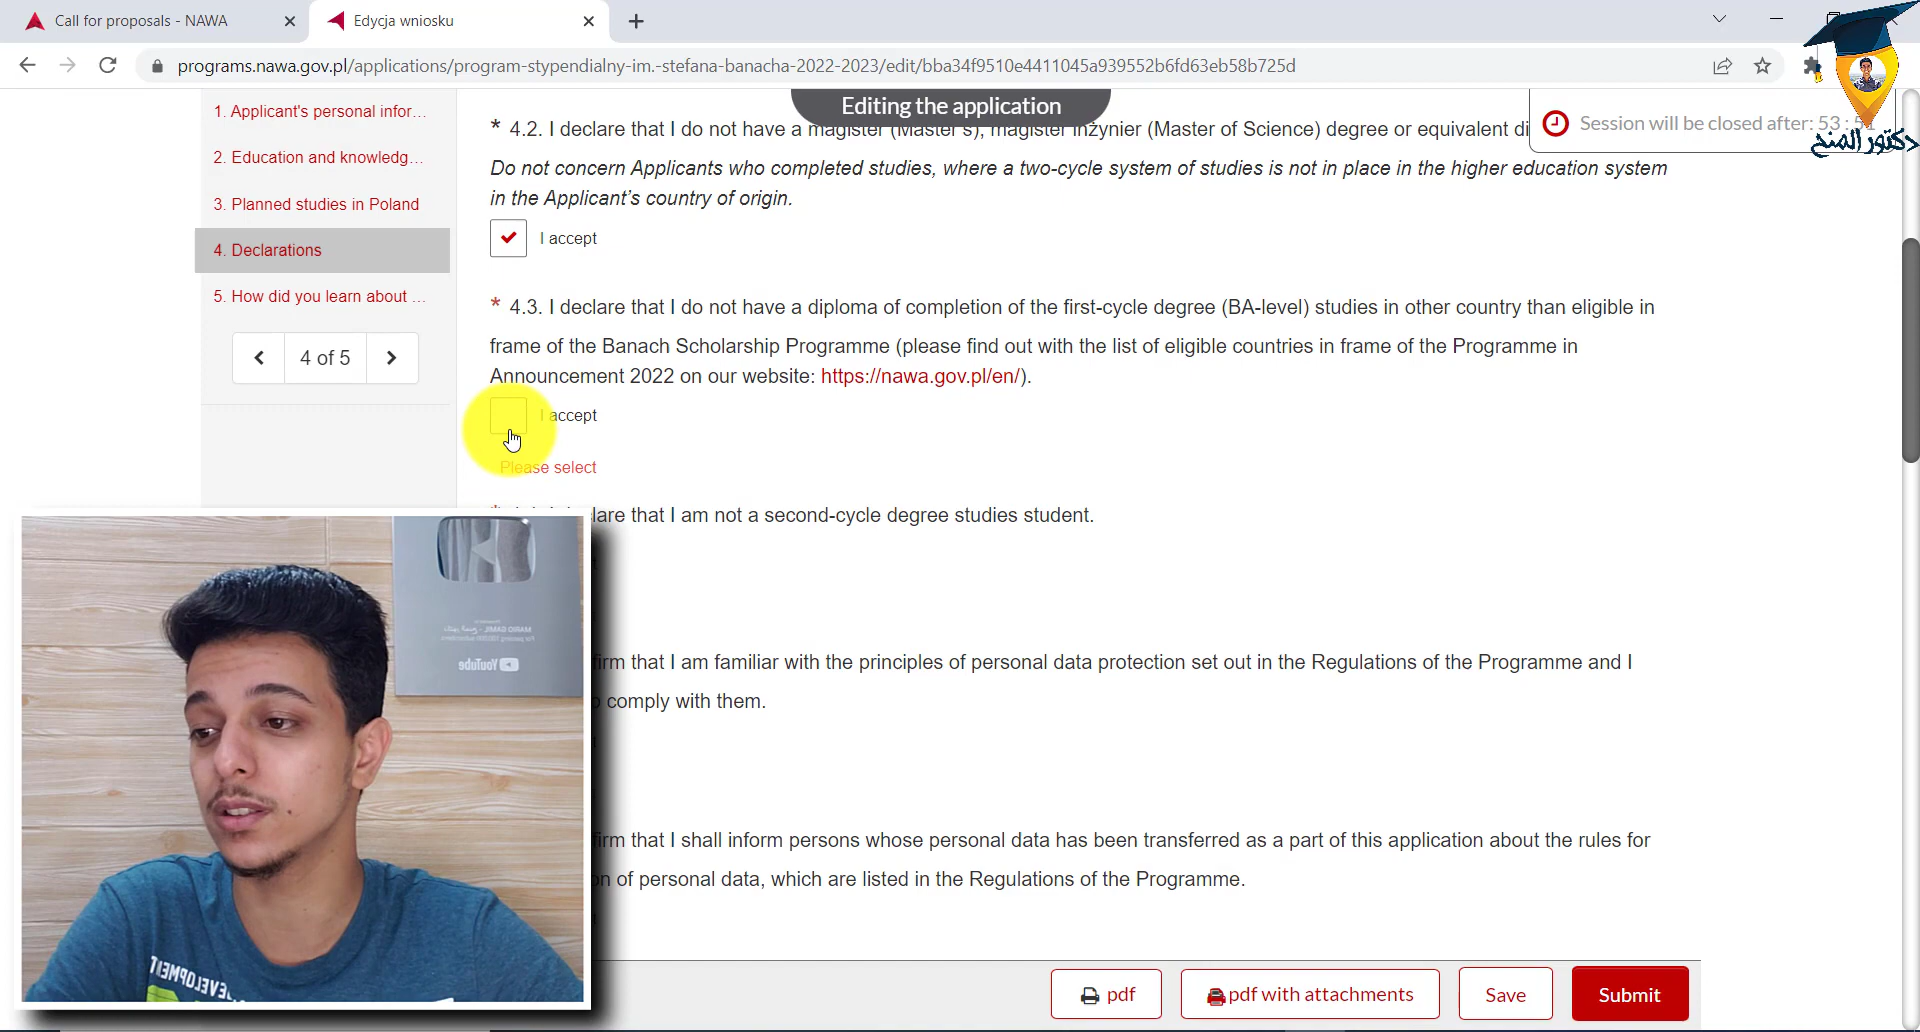 Call for proposals - NAWA
Edycja wniosku
programs.nawa.gov.pl/applications/program-stypendialny-im.-stefana-banacha-2022-2023/edit/bba34f9510e4411045a939552b6fd63eb58b725d
Editing the application
Session will be closed after: 53 : 51
دكتور المنح
1. Applicant's personal infor...
2. Education and knowledg...
3. Planned studies in Poland
4. Declarations
5. How did you learn about ...
4 of 5
* 4.2. I declare that I do not have a magister (Master's), magister inżynier (Master of Science) degree or equivalent di
Do not concern Applicants who completed studies, where a two-cycle system of studies is not in place in the higher education system
in the Applicant's country of origin.
I accept
* 4.3. I declare that I do not have a diploma of completion of the first-cycle degree (BA-level) studies in other country than eligible in
frame of the Banach Scholarship Programme (please find out with the list of eligible countries in frame of the Programme in
Announcement 2022 on our website: https://nawa.gov.pl/en/).
I accept
Please select
lare that I am not a second-cycle degree studies student.
firm that I am familiar with the principles of personal data protection set out in the Regulations of the Programme and I
o comply with them.
firm that I shall inform persons whose personal data has been transferred as a part of this application about the rules for
on of personal data, which are listed in the Regulations of the Programme.
MARIO GAMIL -
YouTube
DEVELOPMENT
pdf
pdf with attachments
Save
Submit